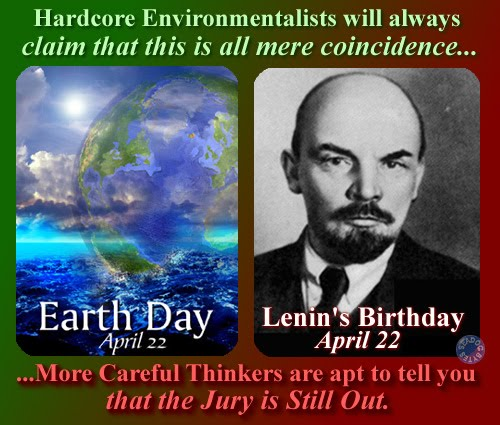 Hardcore Environmentalists will always
claim that this is all mere coincidence...
Earth Day
April 22
Lenin's Birthday
April 22
...More Careful Thinkers are apt to tell you
that the Jury is Still Out.